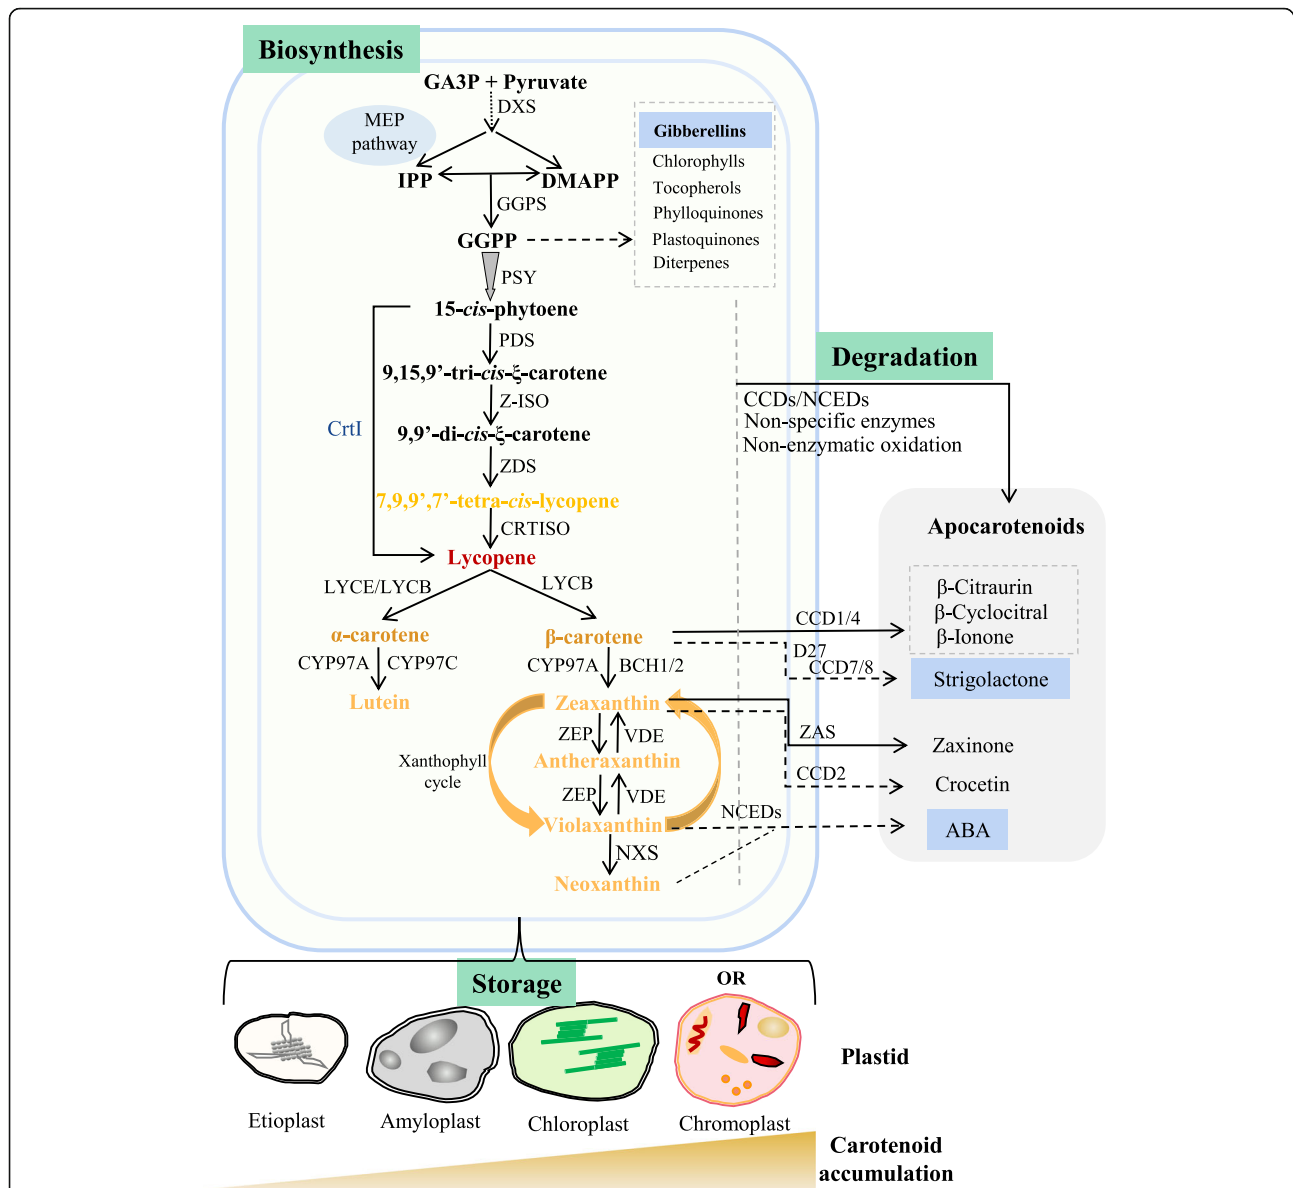 Biosynthesis
GA3P + Pyruvate
DXS
MEP
pathway
IPP
DMAPP
GGPS
GGPP
Gibberellins
Chlorophylls
Tocopherols
Phylloquinones
Plastoquinones
Diterpenes
PSY
15-cis-phytoene
PDS
9,15,9’-tri-cis-ξ-carotene
Z-ISO
CrtI
9,9’-di-cis-ξ-carotene
ZDS
7,9,9’,7’-tetra-cis-lycopene
CRTISO
Lycopene
LYCE/LYCB
LYCB
α-carotene
β-carotene
CYP97A
CYP97C
CYP97A
BCH1/2
Lutein
Zeaxanthin
ZEP
VDE
Xanthophyll
cycle
Antheraxanthin
ZEP
VDE
Violaxanthin
NXS
Neoxanthin
Degradation
CCDs/NCEDs
Non-specific enzymes
Non-enzymatic oxidation
Apocarotenoids
β-Citraurin
β-Cyclocitral
β-Ionone
CCD1/4
D27
CCD7/8
Strigolactone
ZAS
Zaxinone
CCD2
Crocetin
NCEDs
ABA
Storage
OR
Plastid
Etioplast
Amyloplast
Chloroplast
Chromoplast
Carotenoid
accumulation